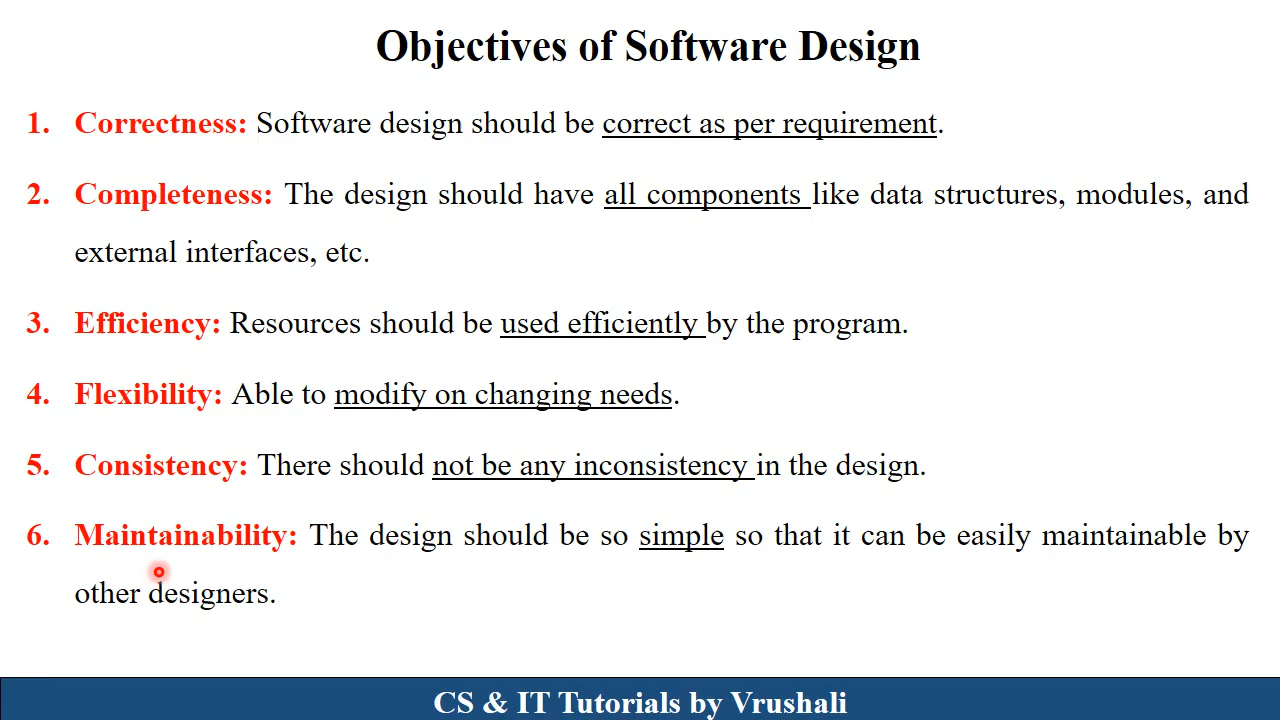 Objectives of Software Design
1. Correctness: Software design should be correct as per requirement.
2. Completeness: The design should have all components like data structures, modules, and
external interfaces, etc.
3. Efficiency: Resources should be used efficiently by the program.
4. Flexibility: Able to modify on changing needs.
5. Consistency: There should not be any inconsistency in the design.
6. Maintainability: The design should be so simple so that it can be easily maintainable by
other designers.
CS & IT Tutorials by Vrushali